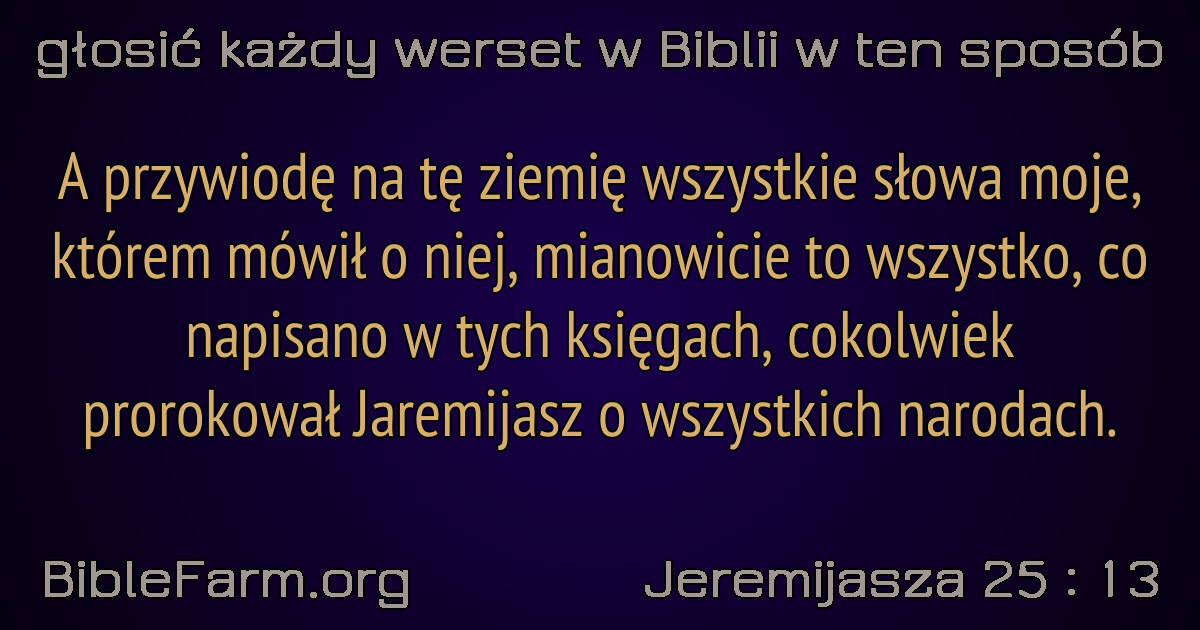 głosić każdy werset w Biblii w ten sposób
A przywiodę na tę ziemię wszystkie słowa moje,
którem mówił o niej, mianowicie to wszystko, co
napisano w tych księgach, cokolwiek
prorokował Jaremijasz o wszystkich narodach.
BibleFarm.org
Jeremijasza 25 : 13